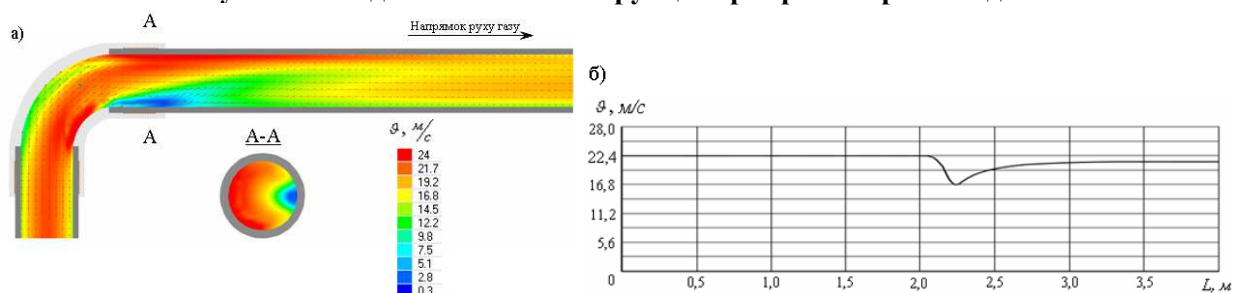 а)
А
Напрямок руху газу
А
А-А
ϑ, м/с
24
21.7
19.2
16.8
14.5
12.2
9.8
7.5
5.1
2.8
0.3
б)
ϑ, м/с
28,0
22,4
16,8
11,2
5,6
0
0,5
1,0
1,5
2,0
2,5
3,0
3,5
L, м